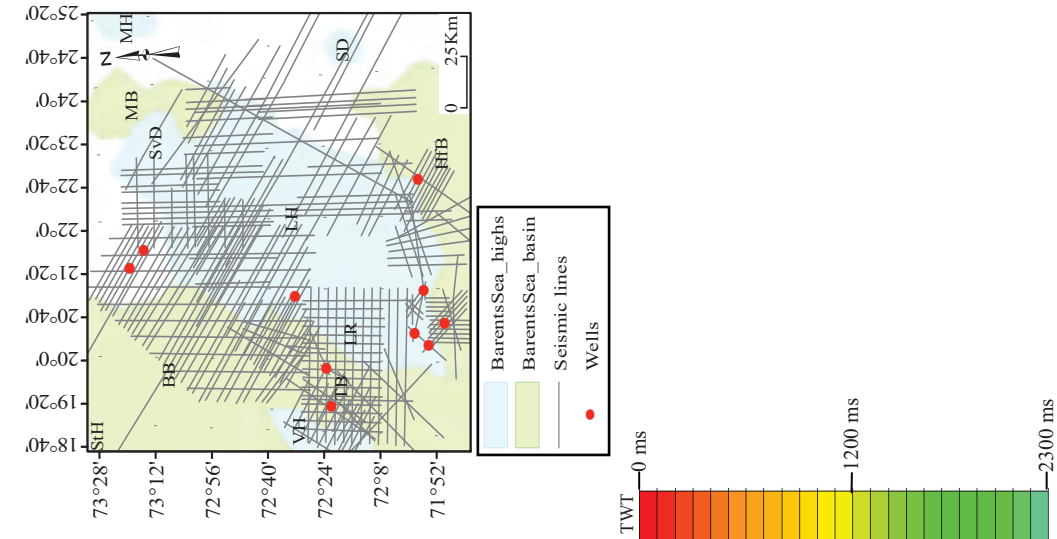 25°20'
24°40'
24°0'
23°20'
22°40'
22°0'
21°20'
20°40'
20°0'
19°20'
18°40'
73°28'
73°12'
72°56'
72°40'
72°24'
72°8'
71°52'
MH
Z
SD
MB
SvD
HfB
LH
LR
BB
TB
VH
StH
25Km
0
BarentsSea_highs
BarentsSea_basin
Seismic lines
Wells
TWT
0 ms
1200 ms
2300 ms